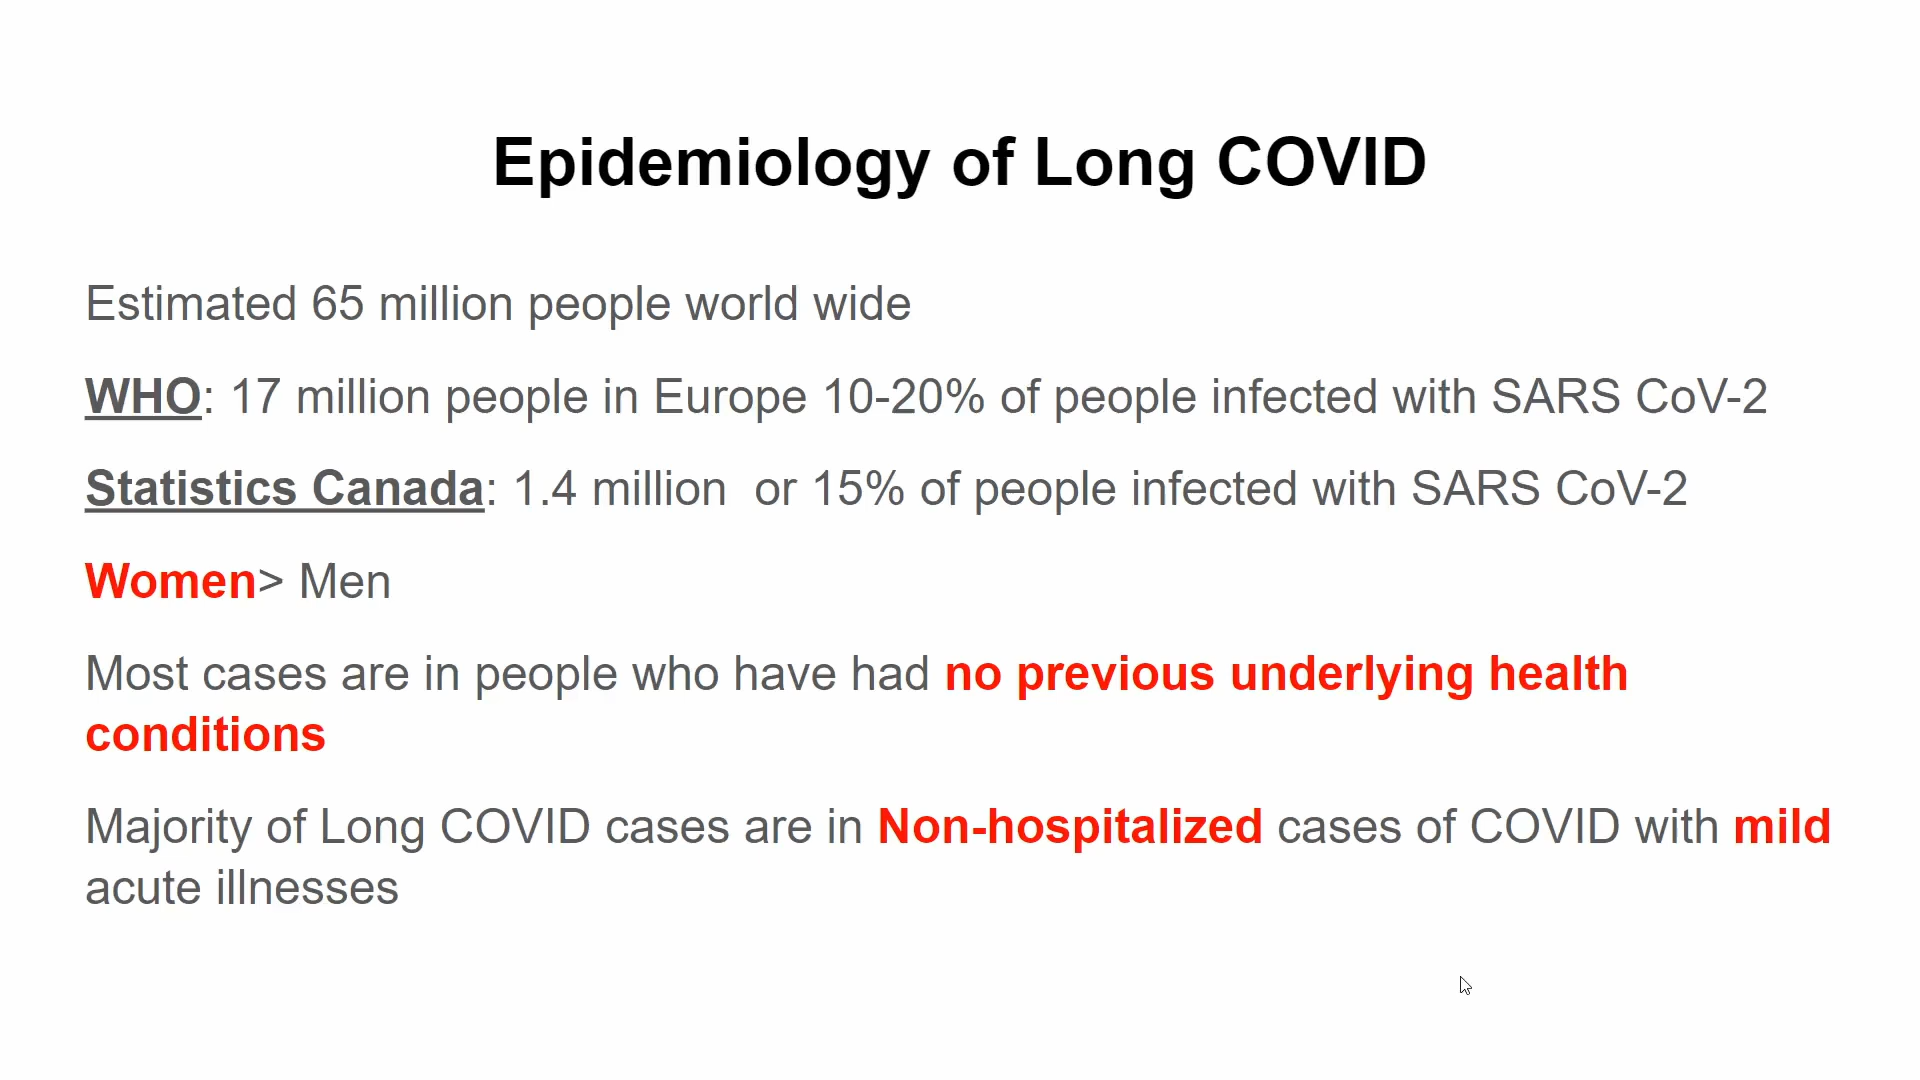 Epidemiology of Long COVID
Estimated 65 million people world wide
WHO: 17 million people in Europe 10-20% of people infected with SARS CoV-2
Statistics Canada: 1.4 million  or 15% of people infected with SARS CoV-2
Women> Men
Most cases are in people who have had no previous underlying health
conditions
Majority of Long COVID cases are in Non-hospitalized cases of COVID with mild
acute illnesses